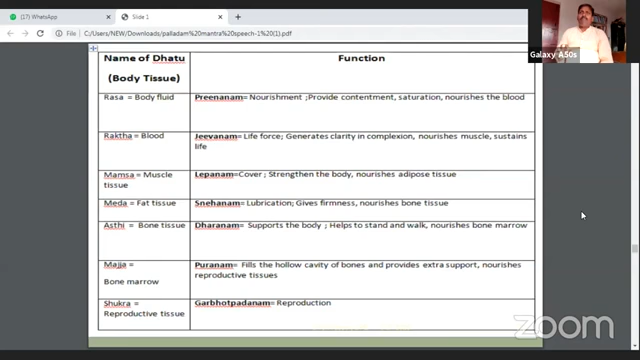 (17) WhatsApp
Slide 1
C:/Users/NEW/Downloads/palladam%20mantra%20speech-1%20(1).pdf
Galaxy A50s
Name of Dhatu
(Body Tissue)
Function
Rasa = Body fluid
Preenanam= Nourishment ;Provide contentment, saturation, nourishes the blood
Raktha= Blood
Jeevanam= Life force; Generates clarity in complexion, nourishes muscle, sustains
life
Mamsa= Muscle
tissue
Lepanam=Cover ; Strengthen the body, nourishes adipose tissue
Meda= Fat tissue
Snehanam= Lubrication; Gives firmness, nourishes bone tissue
Asthi = Bone tissue
Dharanam= Supports the body ; Helps to stand and walk, nourishes bone marrow
Majja=
Bone marrow
Puranam= Fills the hollow cavity of bones and provides extra support, nourishes
reproductive tissues
Shukra=
Reproductive tissue
Garbhotpadanam= Reproduction
zoom